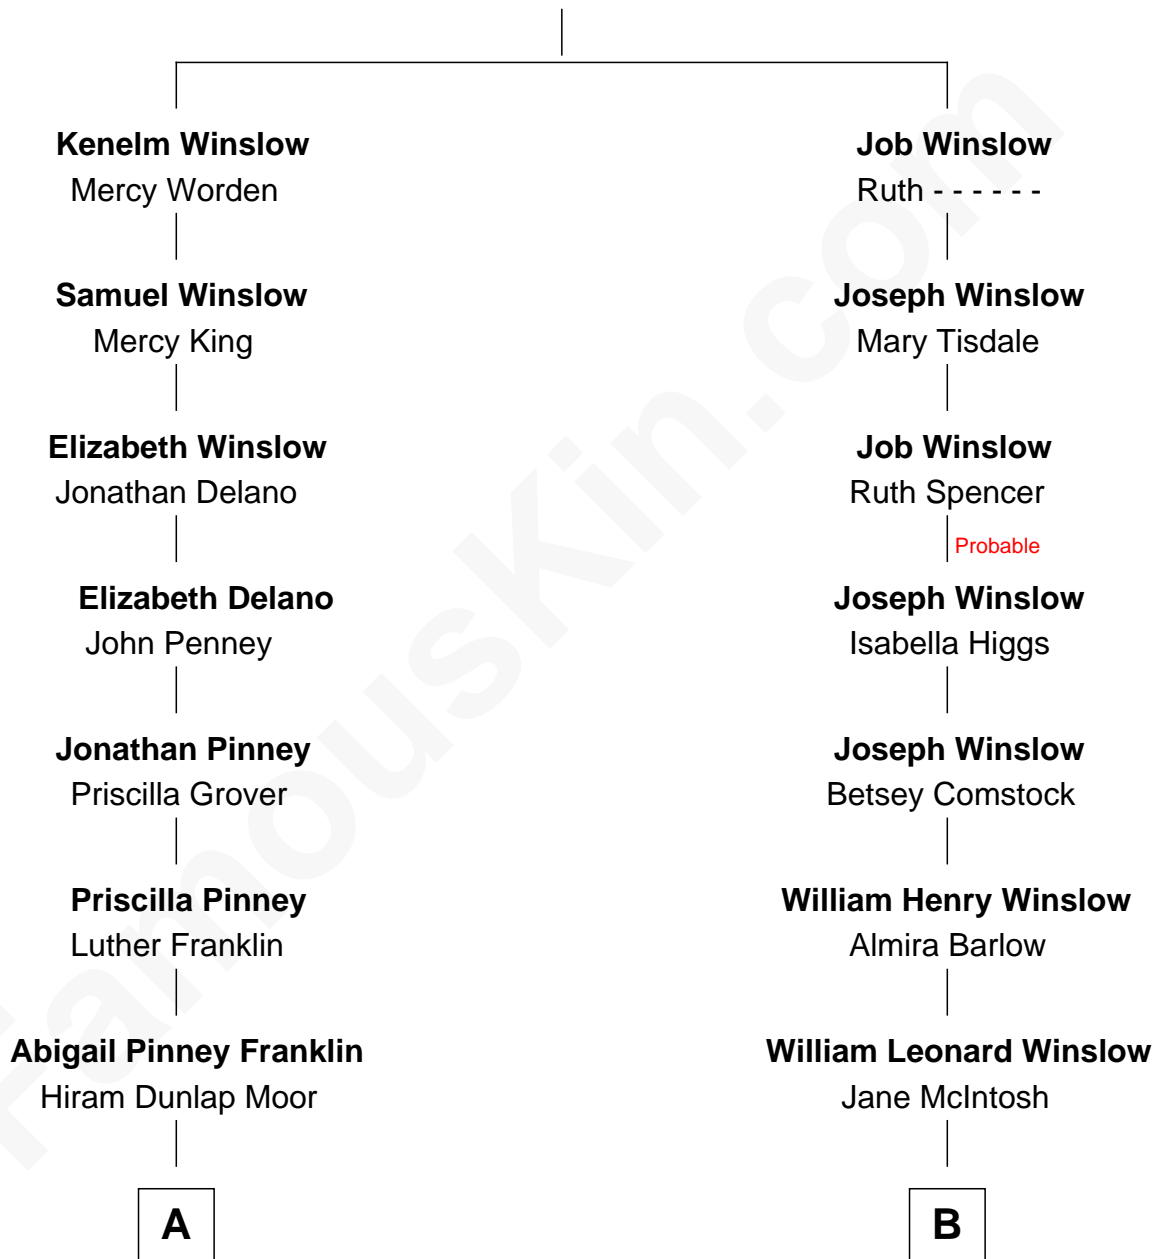 Kenelm Winslow
Mercy Worden
Samuel Winslow
Mercy King
Elizabeth Winslow
Jonathan Delano
Elizabeth Delano
John Penney
Jonathan Pinney
Priscilla Grover
Priscilla Pinney
Luther Franklin
Abigail Pinney Franklin
Hiram Dunlap Moor
A
Job Winslow
Ruth - - - - - -
Joseph Winslow
Mary Tisdale
Job Winslow
Ruth Spencer
Probable
Joseph Winslow
Isabella Higgs
Joseph Winslow
Betsey Comstock
William Henry Winslow
Almira Barlow
William Leonard Winslow
Jane McIntosh
B
FamousKin.com